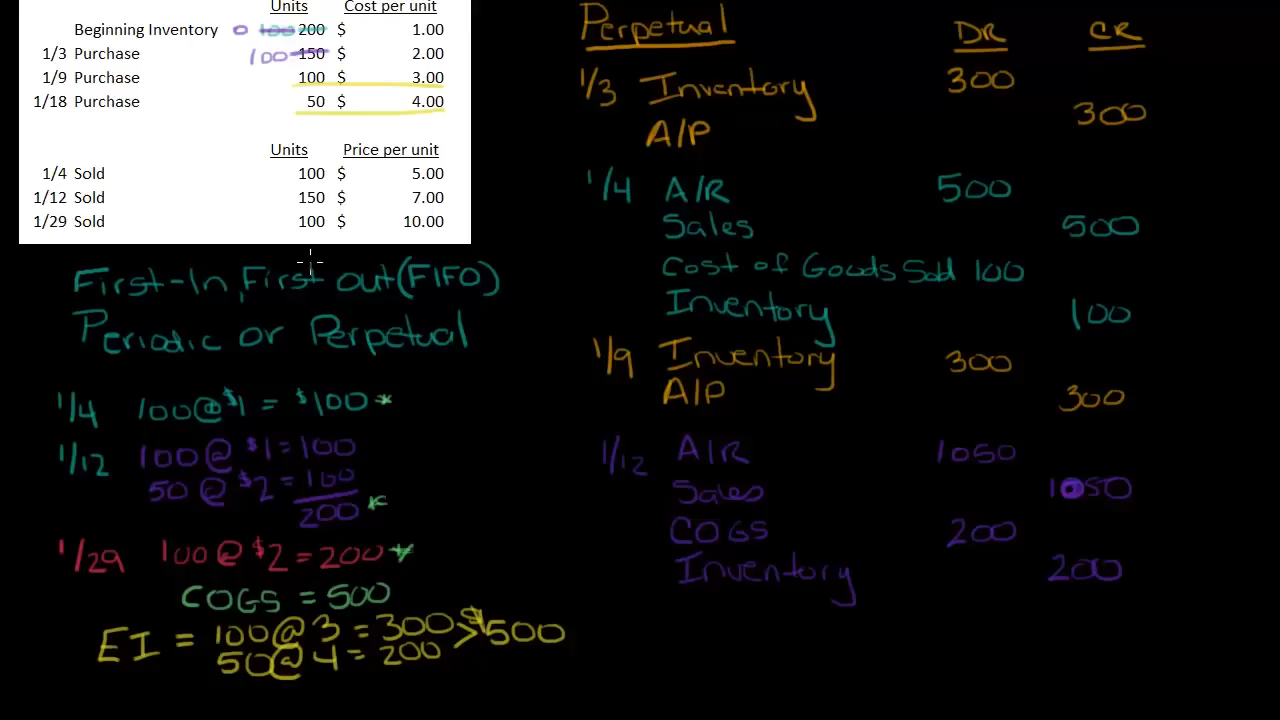 Units Cost per unit
Beginning Inventory 0 100 200 $ 1.00
1/3 Purchase 100 150 $ 2.00
1/9 Purchase 100 $ 3.00
1/18 Purchase 50 $ 4.00
Units Price per unit
1/4 Sold 100 $ 5.00
1/12 Sold 150 $ 7.00
1/29 Sold 100 $ 10.00
First-In, First out (FIFO)
Periodic or Perpetual
1/4 100 @ $1 = $100 *
1/12 100 @ $1 = 100
50 @ $2 = 100
200 *
1/29 100 @ $2 = 200 *
COGS = 500
EI = 100 @ 3 = 300 > $500
50 @ 4 = 200
Perpetual DR CR
1/3 Inventory 300
A/P 300
1/4 A/R 500
Sales 500
Cost of Goods Sold 100
Inventory 100
1/9 Inventory 300
A/P 300
1/12 A/R 1050
Sales 1050
COGS 200
Inventory 200